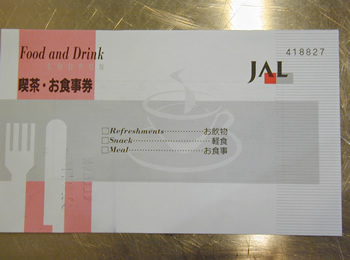 Food and Drink
喫茶・お食事券
JAL
418827
□Refreshments············お飲物
□Snack························軽食
□Meal·························お食事